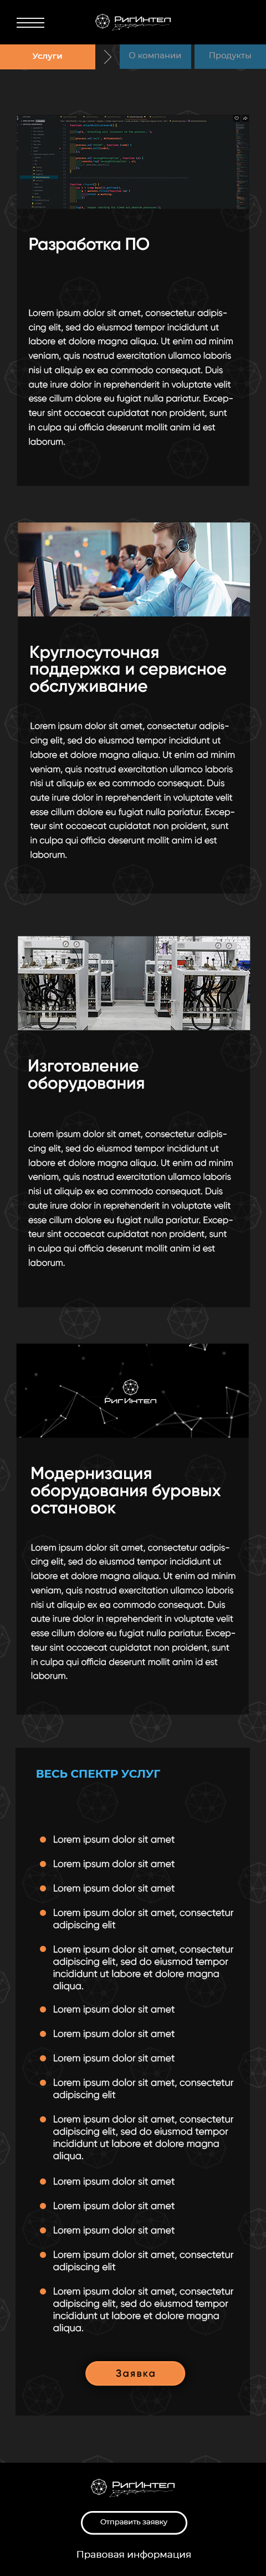 РигИнтел
Услуги
О компании
Продукты
Разработка ПО
Lorem ipsum dolor sit amet, consectetur adipis-
cing elit, sed do eiusmod tempor incididunt ut
labore et dolore magna aliqua. Ut enim ad minim
veniam, quis nostrud exercitation ullamco laboris
nisi ut aliquip ex ea commodo consequat. Duis
aute irure dolor in reprehenderit in voluptate velit
esse cillum dolore eu fugiat nulla pariatur. Excep-
teur sint occaecat cupidatat non proident, sunt
in culpa qui officia deserunt mollit anim id est
laborum.
Круглосуточная
поддержка и сервисное
обслуживание
Lorem ipsum dolor sit amet, consectetur adipis-
cing elit, sed do eiusmod tempor incididunt ut
labore et dolore magna aliqua. Ut enim ad minim
veniam, quis nostrud exercitation ullamco laboris
nisi ut aliquip ex ea commodo consequat. Duis
aute irure dolor in reprehenderit in voluptate velit
esse cillum dolore eu fugiat nulla pariatur. Excep-
teur sint occaecat cupidatat non proident, sunt
in culpa qui officia deserunt mollit anim id est
laborum.
Изготовление
оборудования
Lorem ipsum dolor sit amet, consectetur adipis-
cing elit, sed do eiusmod tempor incididunt ut
labore et dolore magna aliqua. Ut enim ad minim
veniam, quis nostrud exercitation ullamco laboris
nisi ut aliquip ex ea commodo consequat. Duis
aute irure dolor in reprehenderit in voluptate velit
esse cillum dolore eu fugiat nulla pariatur. Excep-
teur sint occaecat cupidatat non proident, sunt
in culpa qui officia deserunt mollit anim id est
laborum.
РигИнтел
Модернизация
оборудования буровых
остановок
Lorem ipsum dolor sit amet, consectetur adipis-
cing elit, sed do eiusmod tempor incididunt ut
labore et dolore magna aliqua. Ut enim ad minim
veniam, quis nostrud exercitation ullamco laboris
nisi ut aliquip ex ea commodo consequat. Duis
aute irure dolor in reprehenderit in voluptate velit
esse cillum dolore eu fugiat nulla pariatur. Excep-
teur sint occaecat cupidatat non proident, sunt
in culpa qui officia deserunt mollit anim id est
laborum.
ВЕСЬ СПЕКТР УСЛУГ
Lorem ipsum dolor sit amet
Lorem ipsum dolor sit amet
Lorem ipsum dolor sit amet
Lorem ipsum dolor sit amet, consectetur
adipiscing elit
Lorem ipsum dolor sit amet, consectetur
adipiscing elit, sed do eiusmod tempor
incididunt ut labore et dolore magna
aliqua.
Lorem ipsum dolor sit amet
Lorem ipsum dolor sit amet
Lorem ipsum dolor sit amet
Lorem ipsum dolor sit amet, consectetur
adipiscing elit
Lorem ipsum dolor sit amet, consectetur
adipiscing elit, sed do eiusmod tempor
incididunt ut labore et dolore magna
aliqua.
Lorem ipsum dolor sit amet
Lorem ipsum dolor sit amet
Lorem ipsum dolor sit amet
Lorem ipsum dolor sit amet, consectetur
adipiscing elit
Lorem ipsum dolor sit amet, consectetur
adipiscing elit, sed do eiusmod tempor
incididunt ut labore et dolore magna
aliqua.
Заявка
РигИнтел
Отправить заявку
Правовая информация